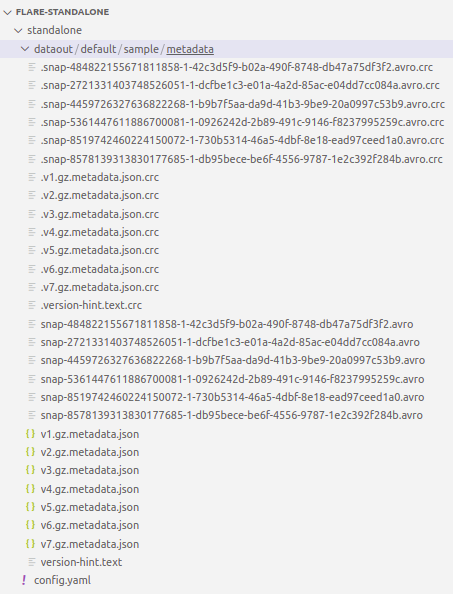 FLARE-STANDALONE
standalone
dataout / default / sample / metadata
.snap-484822155671811858-1-42c3d5f9-b02a-490f-8748-db47a75df3f2.avro.crc
.snap-2721331403748526051-1-dcfbe1c3-e01a-4a2d-85ac-e04dd7cc084a.avro.crc
.snap-4459726327636822268-1-b9b7f5aa-da9d-41b3-9be9-20a0997c53b9.avro.crc
.snap-5361447611886700081-1-0926242d-2b89-491c-9146-f8237995259c.avro.crc
.snap-8519742460224150072-1-730b5314-46a5-4dbf-8e18-ead97ceed1a0.avro.crc
.snap-8578139313830177685-1-db95bece-be6f-4556-9787-1e2c392f284b.avro.crc
.v1.gz.metadata.json.crc
.v2.gz.metadata.json.crc
.v3.gz.metadata.json.crc
.v4.gz.metadata.json.crc
.v5.gz.metadata.json.crc
.v6.gz.metadata.json.crc
.v7.gz.metadata.json.crc
.version-hint.text.crc
snap-484822155671811858-1-42c3d5f9-b02a-490f-8748-db47a75df3f2.avro
snap-2721331403748526051-1-dcfbe1c3-e01a-4a2d-85ac-e04dd7cc084a.avro
snap-4459726327636822268-1-b9b7f5aa-da9d-41b3-9be9-20a0997c53b9.avro
snap-5361447611886700081-1-0926242d-2b89-491c-9146-f8237995259c.avro
snap-8519742460224150072-1-730b5314-46a5-4dbf-8e18-ead97ceed1a0.avro
snap-8578139313830177685-1-db95bece-be6f-4556-9787-1e2c392f284b.avro
{} v1.gz.metadata.json
{} v2.gz.metadata.json
{} v3.gz.metadata.json
{} v4.gz.metadata.json
{} v5.gz.metadata.json
{} v6.gz.metadata.json
{} v7.gz.metadata.json
version-hint.text
! config.yaml